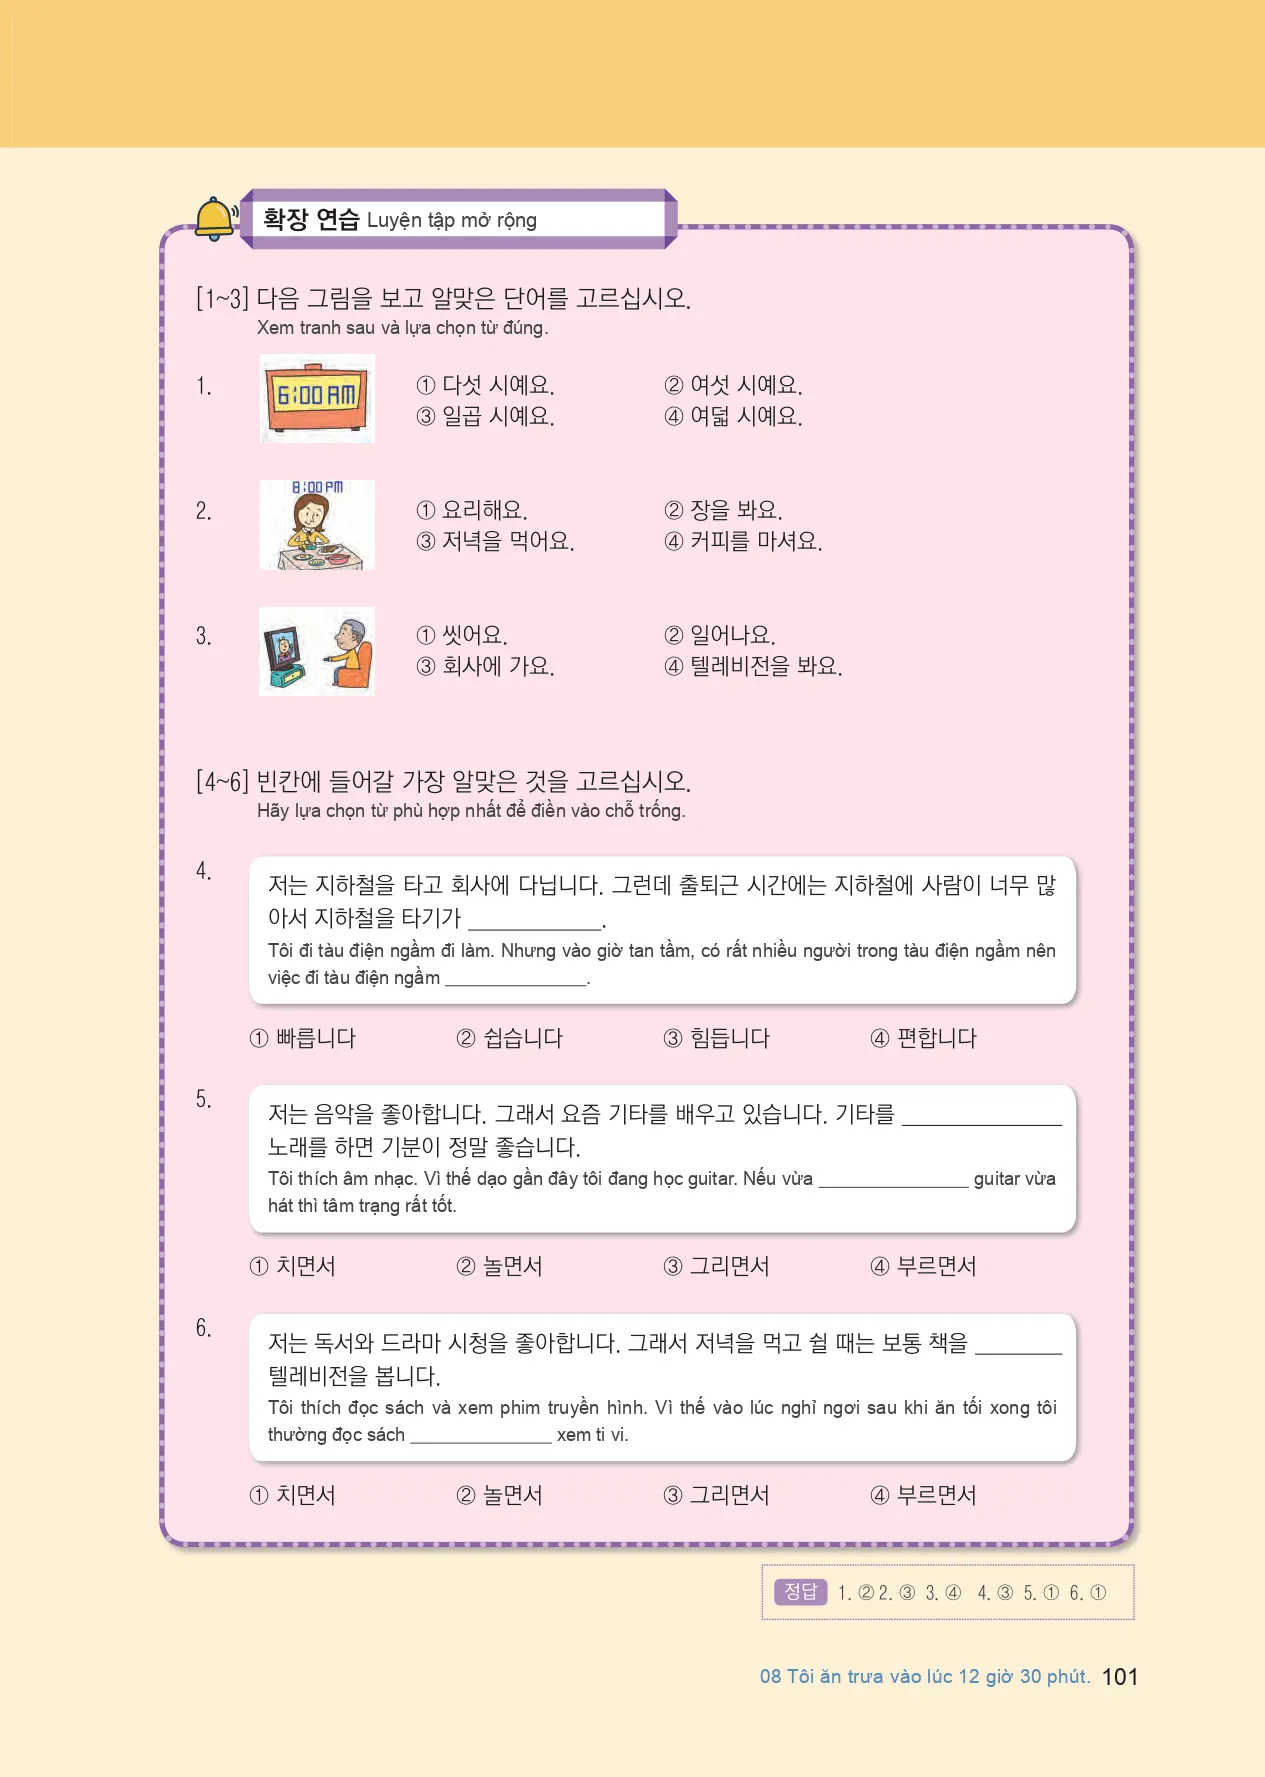 확장 연습 Luyện tập mở rộng
[1~3] 다음 그림을 보고 알맞은 단어를 고르십시오.
Xem tranh sau và lựa chọn từ đúng.
1.
6:00 AM
① 다섯 시예요. ② 여섯 시예요.
③ 일곱 시예요. ④ 여덟 시예요.
2.
8:00 PM
① 요리해요. ② 장을 봐요.
③ 저녁을 먹어요. ④ 커피를 마셔요.
3.
① 씻어요. ② 일어나요.
③ 회사에 가요. ④ 텔레비전을 봐요.
[4~6] 빈칸에 들어갈 가장 알맞은 것을 고르십시오.
Hãy lựa chọn từ phù hợp nhất để điền vào chỗ trống.
4.
저는 지하철을 타고 회사에 다닙니다. 그런데 출퇴근 시간에는 지하철에 사람이 너무 많
아서 지하철을 타기가 ____________.
Tôi đi tàu điện ngầm đi làm. Nhưng vào giờ tan tầm, có rất nhiều người trong tàu điện ngầm nên
việc đi tàu điện ngầm _______________.
① 빠릅니다 ② 쉽습니다 ③ 힘듭니다 ④ 편합니다
5.
저는 음악을 좋아합니다. 그래서 요즘 기타를 배우고 있습니다. 기타를 ______________
노래를 하면 기분이 정말 좋습니다.
Tôi thích âm nhạc. Vì thế dạo gần đây tôi đang học guitar. Nếu vừa ________________ guitar vừa
hát thì tâm trạng rất tốt.
① 치면서 ② 놀면서 ③ 그리면서 ④ 부르면서
6.
저는 독서와 드라마 시청을 좋아합니다. 그래서 저녁을 먹고 쉴 때는 보통 책을 ________
텔레비전을 봅니다.
Tôi thích đọc sách và xem phim truyền hình. Vì thế vào lúc nghỉ ngơi sau khi ăn tối xong tôi
thường đọc sách _______________ xem ti vi.
① 치면서 ② 놀면서 ③ 그리면서 ④ 부르면서
정답 1. ② 2. ③ 3. ④ 4. ③ 5. ① 6. ①
08 Tôi ăn trưa vào lúc 12 giờ 30 phút. 101